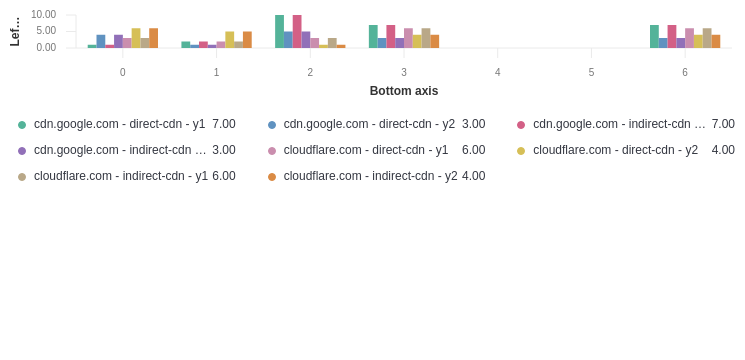 Lef…
10.00
5.00
0.00
0 1 2 3 4 5 6
Bottom axis
cdn.google.com - direct-cdn - y1 7.00 cdn.google.com - direct-cdn - y2 3.00 cdn.google.com - indirect-cdn … 7.00
cdn.google.com - indirect-cdn … 3.00 cloudflare.com - direct-cdn - y1 6.00 cloudflare.com - direct-cdn - y2 4.00
cloudflare.com - indirect-cdn - y1 6.00 cloudflare.com - indirect-cdn - y2 4.00